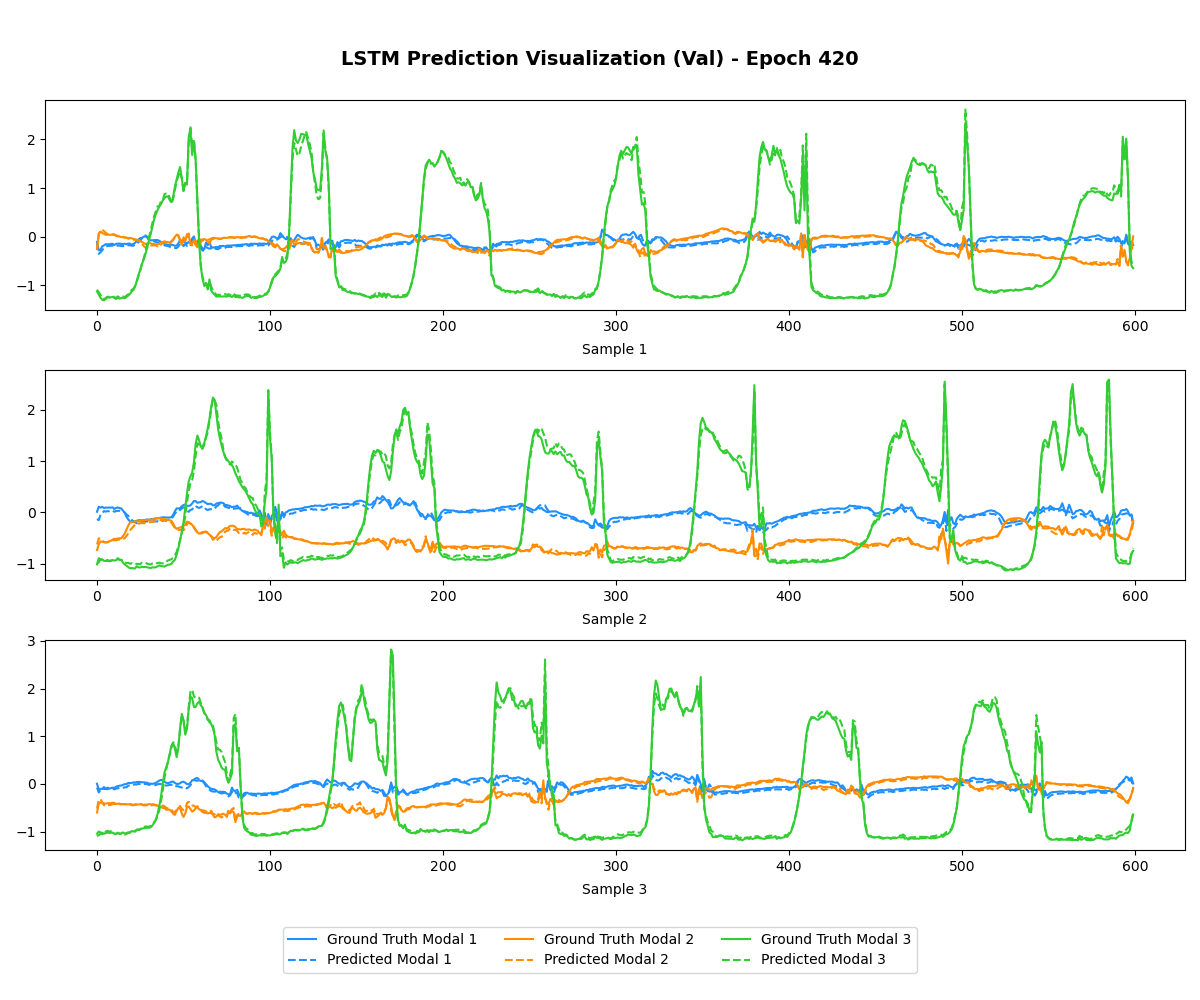 LSTM Prediction Visualization (Val) - Epoch 420
2
1
0
−1
0 100 200 300 400 500 600
Sample 1
2
1
0
−1
0 100 200 300 400 500 600
Sample 2
3
2
1
0
−1
0 100 200 300 400 500 600
Sample 3
Ground Truth Modal 1 Ground Truth Modal 2 Ground Truth Modal 3
Predicted Modal 1 Predicted Modal 2 Predicted Modal 3